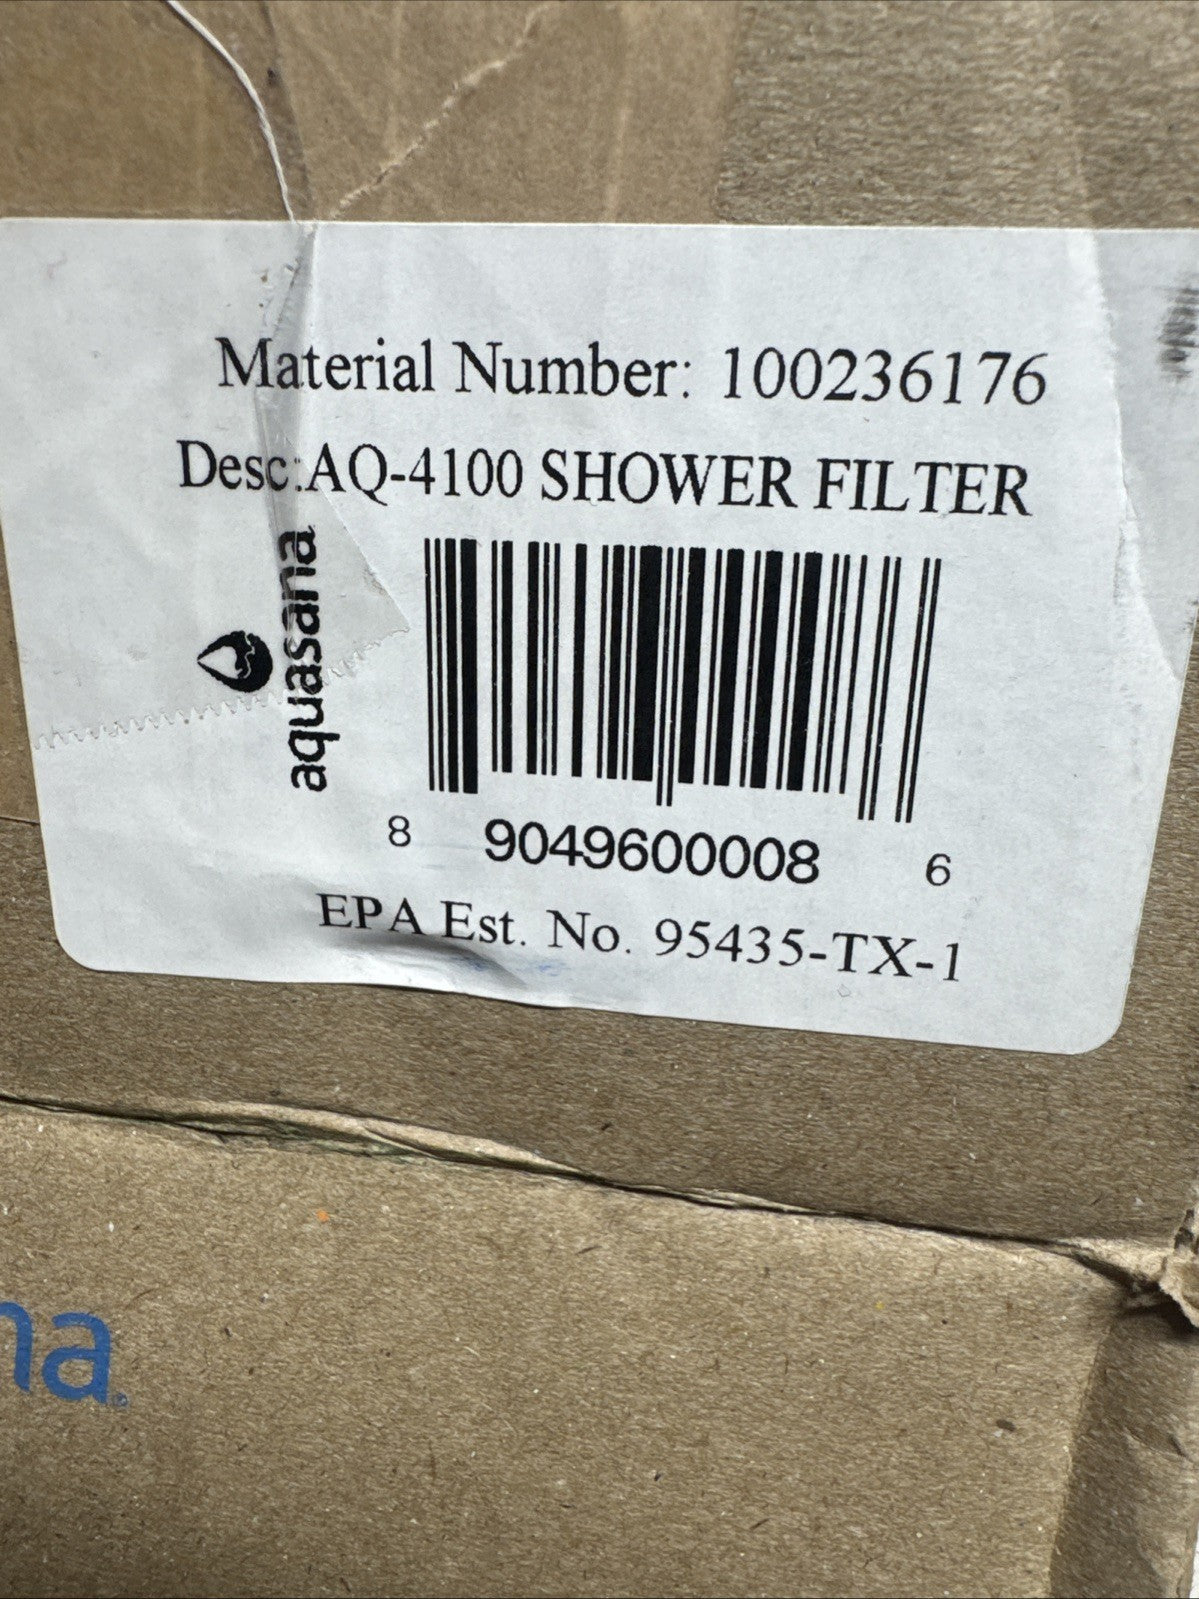 Material Number: 100236176
Desc:AQ-4100 SHOWER FILTER
aquasana
8 9049600008 6
EPA Est. No. 95435-TX-1
na®